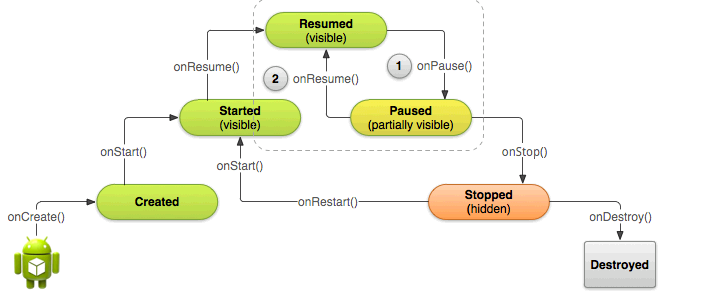 Resumed
(visible)
onResume()
2
onResume()
1
onPause()
Started
(visible)
Paused
(partially visible)
onStart()
onStart()
onStop()
onCreate()
Created
onRestart()
Stopped
(hidden)
onDestroy()
Destroyed